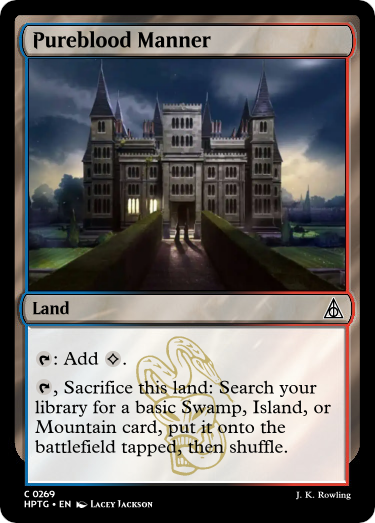 Pureblood Manner
Land
: Add .
, Sacrifice this land: Search your
library for a basic Swamp, Island, or
Mountain card, put it onto the
battlefield tapped, then shuffle.
C 0269
HPTG • EN Lacey Jackson
J. K. Rowling